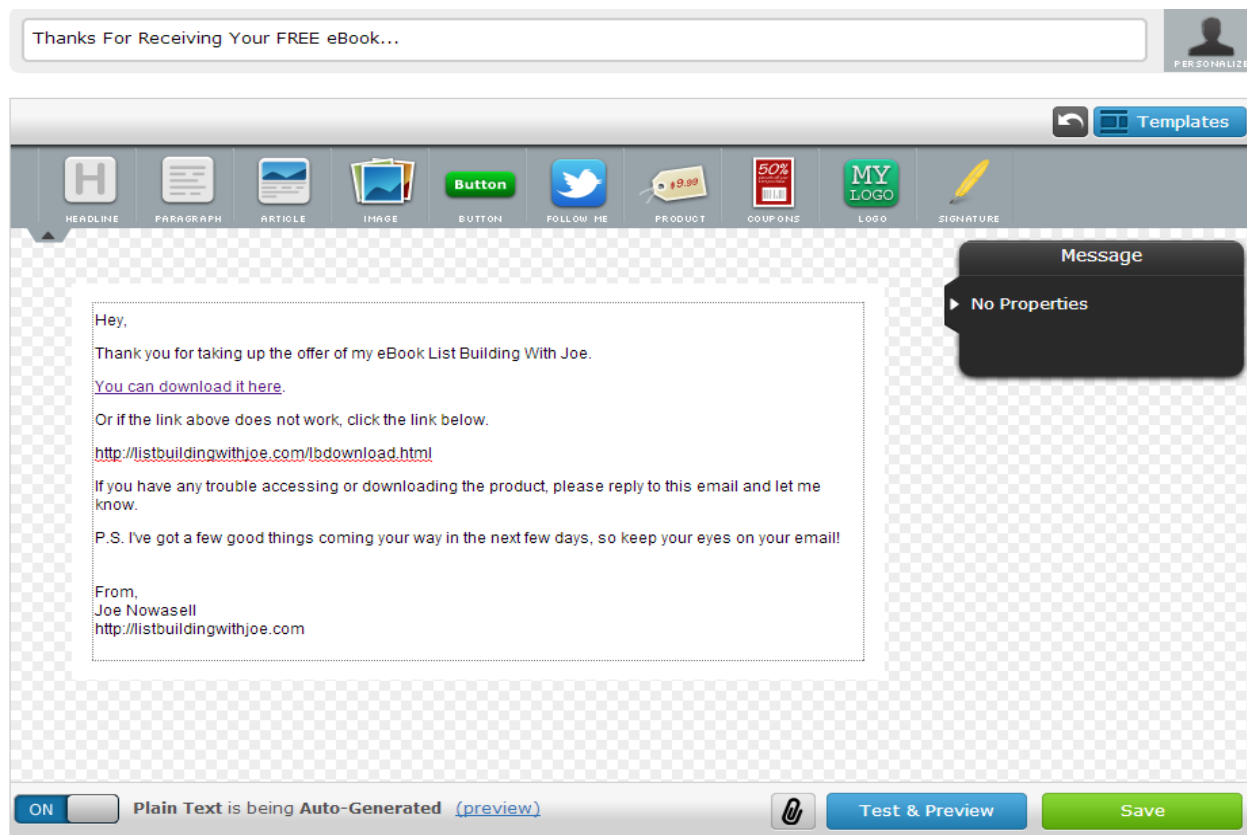 Thanks For Receiving Your FREE eBook...
PERSONALIZE
Templates
H
Button
50%
$9.99
MY
LOGO
HEADLINE PARAGRAPH ARTICLE IMAGE BUTTON FOLLOW ME PRODUCT COUPONS LOGO SIGNATURE
Message
No Properties
Hey,
Thank you for taking up the offer of my eBook List Building With Joe.
You can download it here.
Or if the link above does not work, click the link below.
http://listbuildingwithjoe.com/lbdownload.html
If you have any trouble accessing or downloading the product, please reply to this email and let me
know.
P.S. I've got a few good things coming your way in the next few days, so keep your eyes on your email!
From,
Joe Nowasell
http://listbuildingwithjoe.com
ON
Plain Text is being Auto-Generated (preview)
Test & Preview
Save